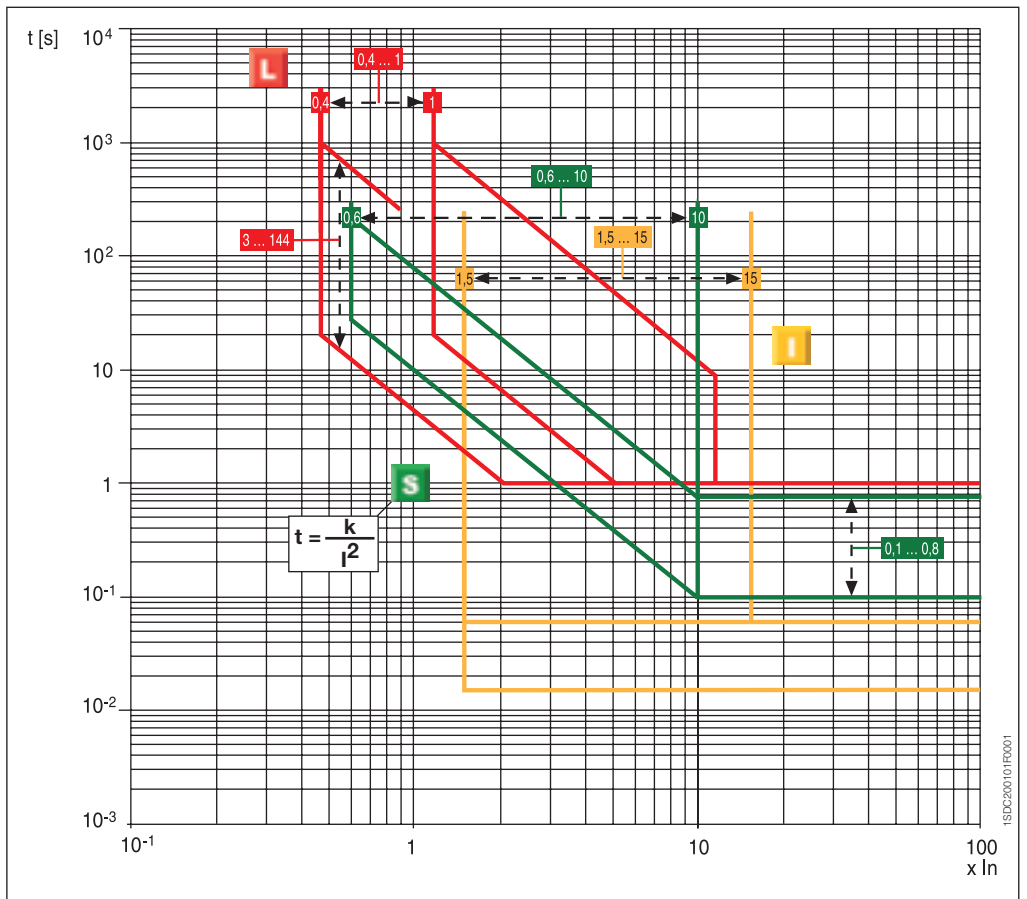 t [s]
10⁴
L
0,4 ... 1
0,4
1
10³
0,6 ... 10
0,6
10
3 ... 144
1,5 ... 15
10²
1,5
15
I
10
S
1
t = k / I²
0,1 ... 0,8
10⁻¹
10⁻²
10⁻³
1SDC200101F0001
10⁻¹
1
10
100
x In